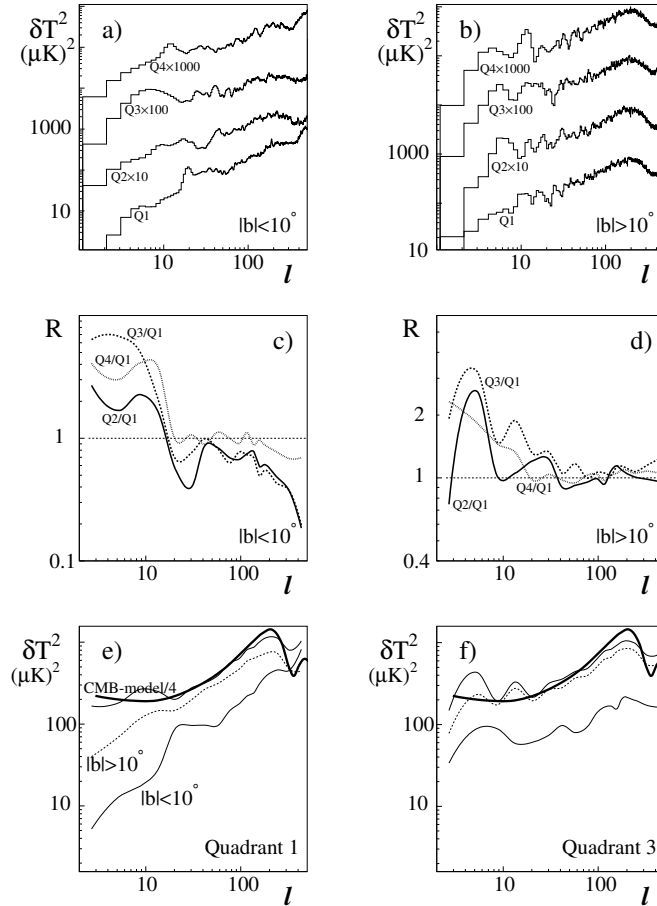 δT²
(μK)²
a)
Q4×1000
Q3×100
Q2×10
Q1
1000
10
|b|<10°
10
100
l
δT²
(μK)²
b)
Q4×1000
Q3×100
Q2×10
Q1
1000
10
|b|>10°
10
100
l
R
c)
Q3/Q1
Q4/Q1
Q2/Q1
1
0.1
|b|<10°
10
100
l
R
d)
Q3/Q1
2
Q4/Q1
Q2/Q1
1
0.4
|b|>10°
10
100
l
δT²
(μK)²
e)
CMB-model/4
100
|b|>10°
|b|<10°
10
Quadrant 1
10
100
l
δT²
(μK)²
f)
100
10
Quadrant 3
10
100
l